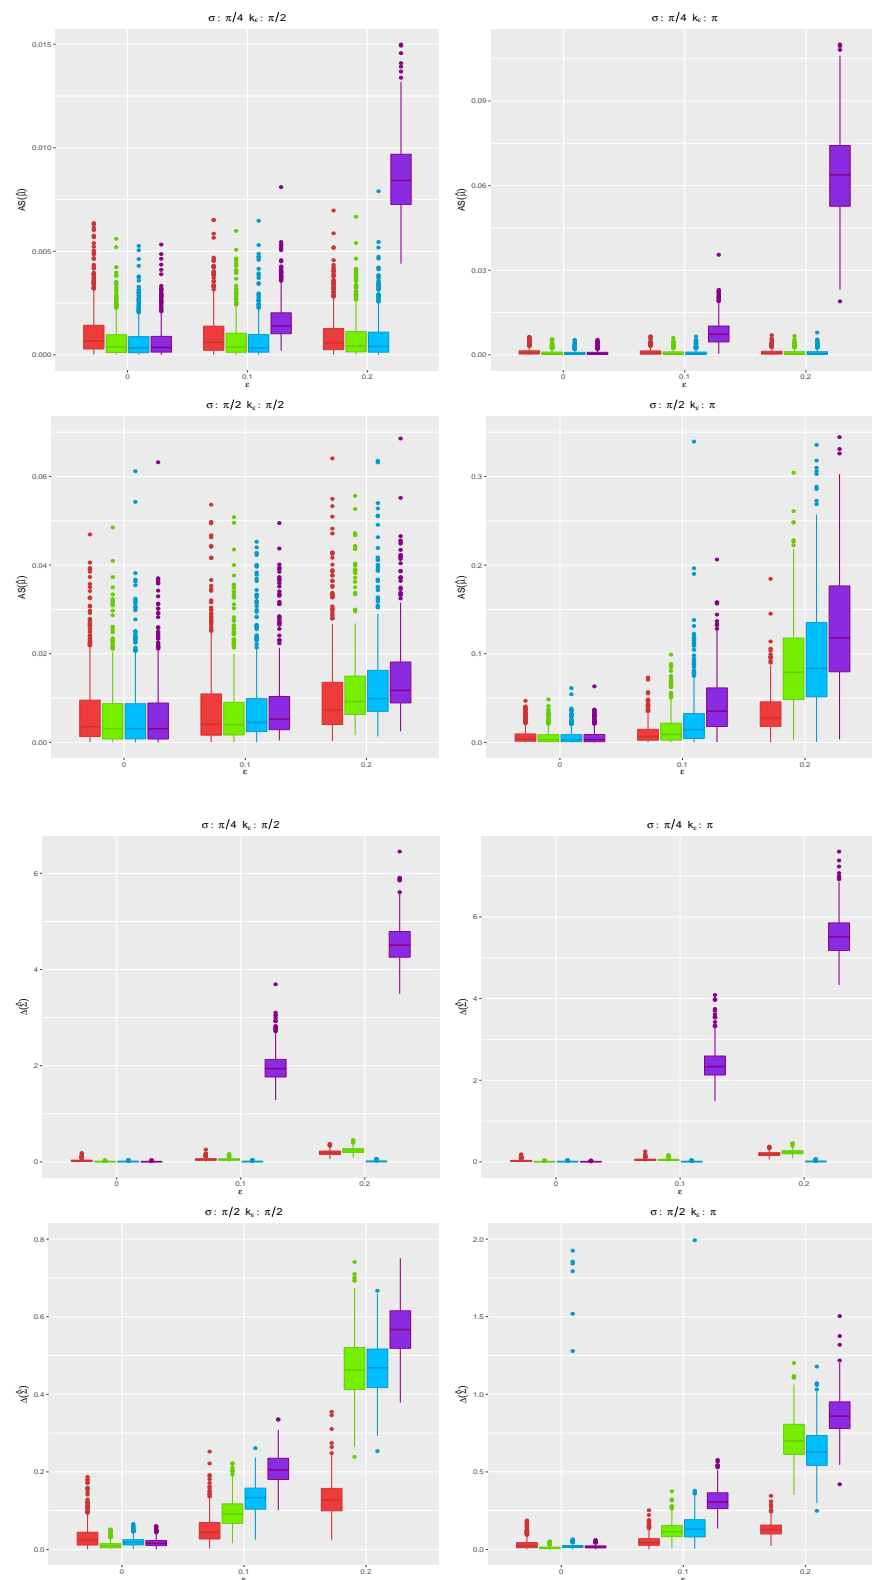 σ: π/4 kε: π/2
σ: π/4 kε: π
0.015
0.010
0.005
0.000
AS(μ̂)
0 0.1 0.2
ε
0.09
0.06
0.03
0.00
AS(μ̂)
0 0.1 0.2
ε
σ: π/2 kε: π/2
σ: π/2 kε: π
0.06
0.04
0.02
0.00
AS(μ̂)
0 0.1 0.2
ε
0.3
0.2
0.1
0.0
AS(μ̂)
0 0.1 0.2
ε
σ: π/4 kε: π/2
σ: π/4 kε: π
6
4
2
0
Δ(Σ̂)
0 0.1 0.2
ε
6
4
2
0
Δ(Σ̂)
0 0.1 0.2
ε
σ: π/2 kε: π/2
σ: π/2 kε: π
0.8
0.6
0.4
0.2
0.0
Δ(Σ̂)
0 0.1 0.2
ε
2.0
1.5
1.0
0.5
0.0
Δ(Σ̂)
0 0.1 0.2
ε